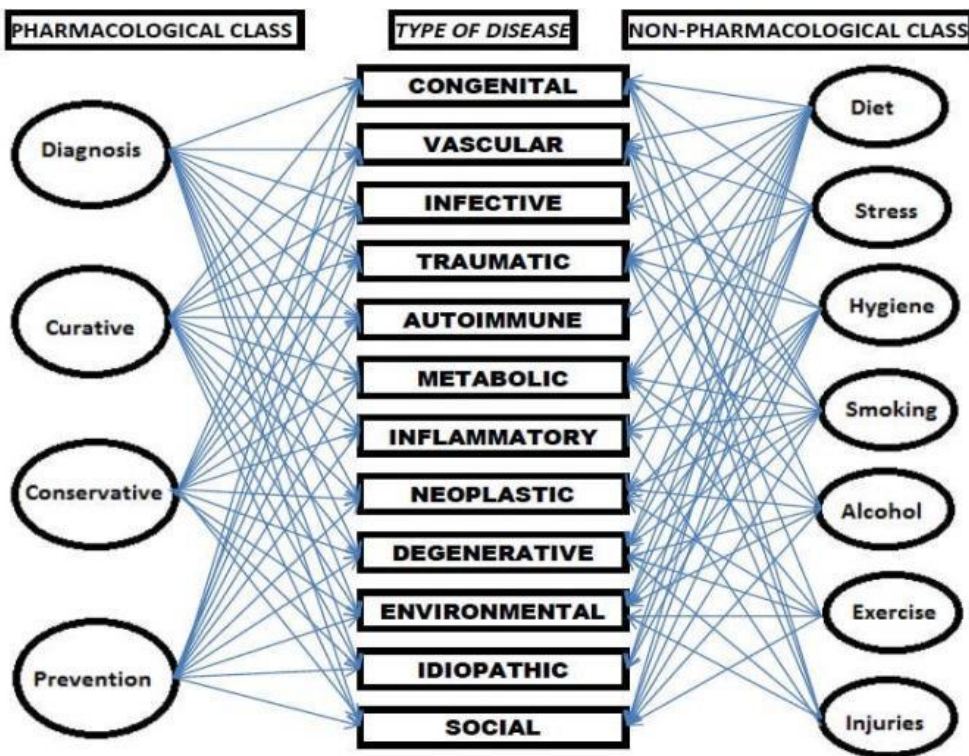 PHARMACOLOGICAL CLASS
TYPE OF DISEASE
NON-PHARMACOLOGICAL CLASS
Diagnosis
Curative
Conservative
Prevention
CONGENITAL
VASCULAR
INFECTIVE
TRAUMATIC
AUTOIMMUNE
METABOLIC
INFLAMMATORY
NEOPLASTIC
DEGENERATIVE
ENVIRONMENTAL
IDIOPATHIC
SOCIAL
Diet
Stress
Hygiene
Smoking
Alcohol
Exercise
Injuries